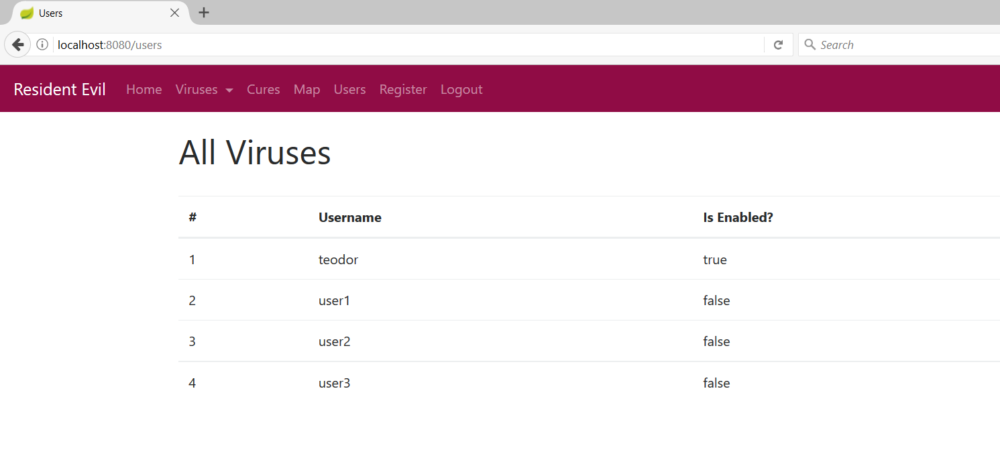 Users
localhost:8080/users
Search
Resident Evil Home Viruses Cures Map Users Register Logout
All Viruses
# Username Is Enabled?
1 teodor true
2 user1 false
3 user2 false
4 user3 false